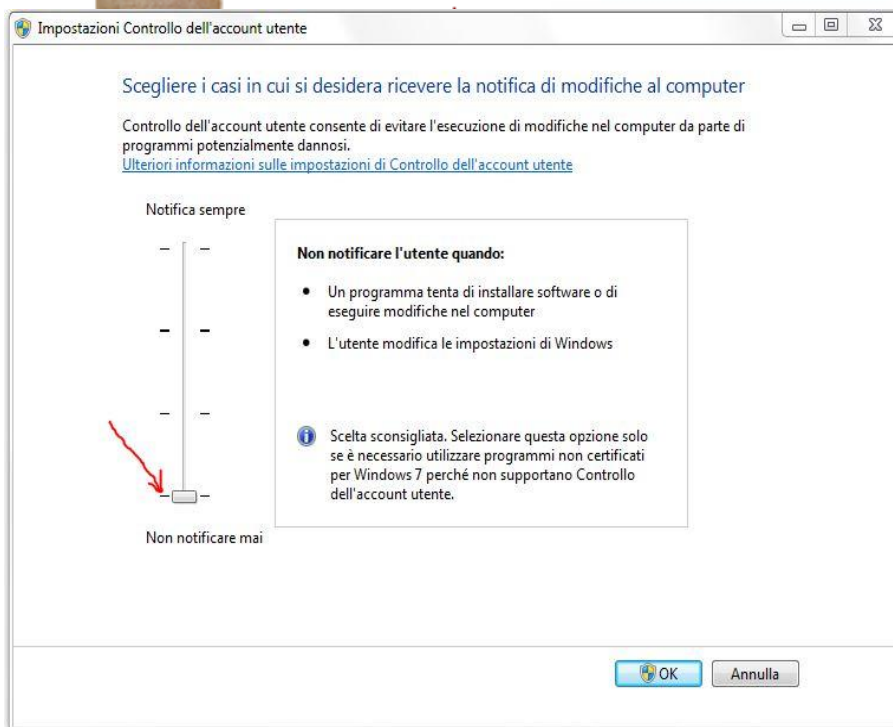 Impostazioni Controllo dell'account utente
Scegliere i casi in cui si desidera ricevere la notifica di modifiche al computer
Controllo dell'account utente consente di evitare l'esecuzione di modifiche nel computer da parte di
programmi potenzialmente dannosi.
Ulteriori informazioni sulle impostazioni di Controllo dell'account utente
Notifica sempre
Non notificare l'utente quando:
• Un programma tenta di installare software o di
eseguire modifiche nel computer
• L'utente modifica le impostazioni di Windows
Scelta sconsigliata. Selezionare questa opzione solo
se è necessario utilizzare programmi non certificati
per Windows 7 perché non supportano Controllo
dell'account utente.
Non notificare mai
OK
Annulla